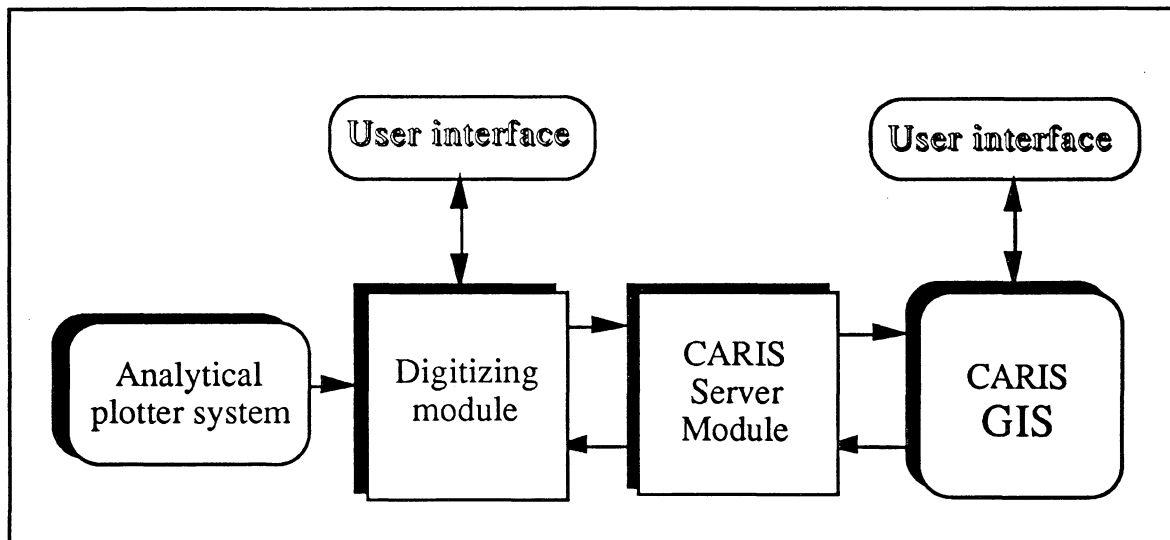 User interface
User interface
Analytical
plotter system
Digitizing
module
CARIS
Server
Module
CARIS
GIS